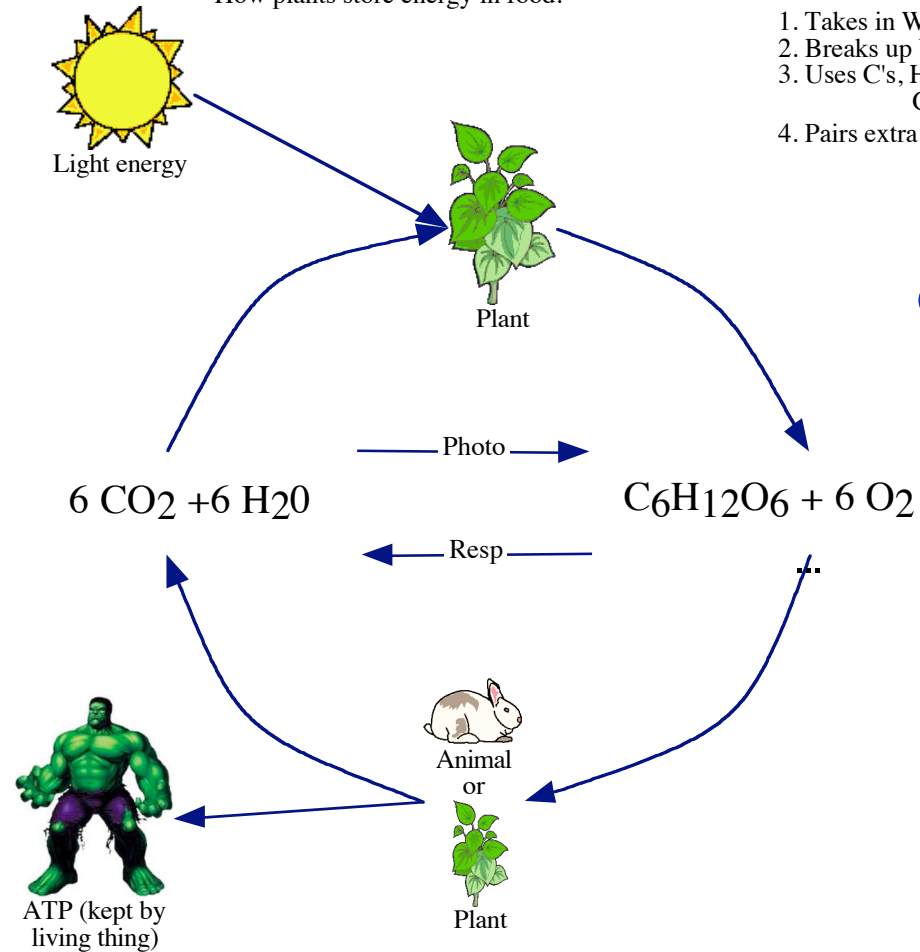 How plants store energy in food?
1. Takes in W
2. Breaks up
3. Uses C's, H
4. Pairs extra
Light energy
Plant
Photo
6 CO2 +6 H20
C6H12O6 + 6 O2
Resp
...
Animal
or
Plant
ATP (kept by
living thing)